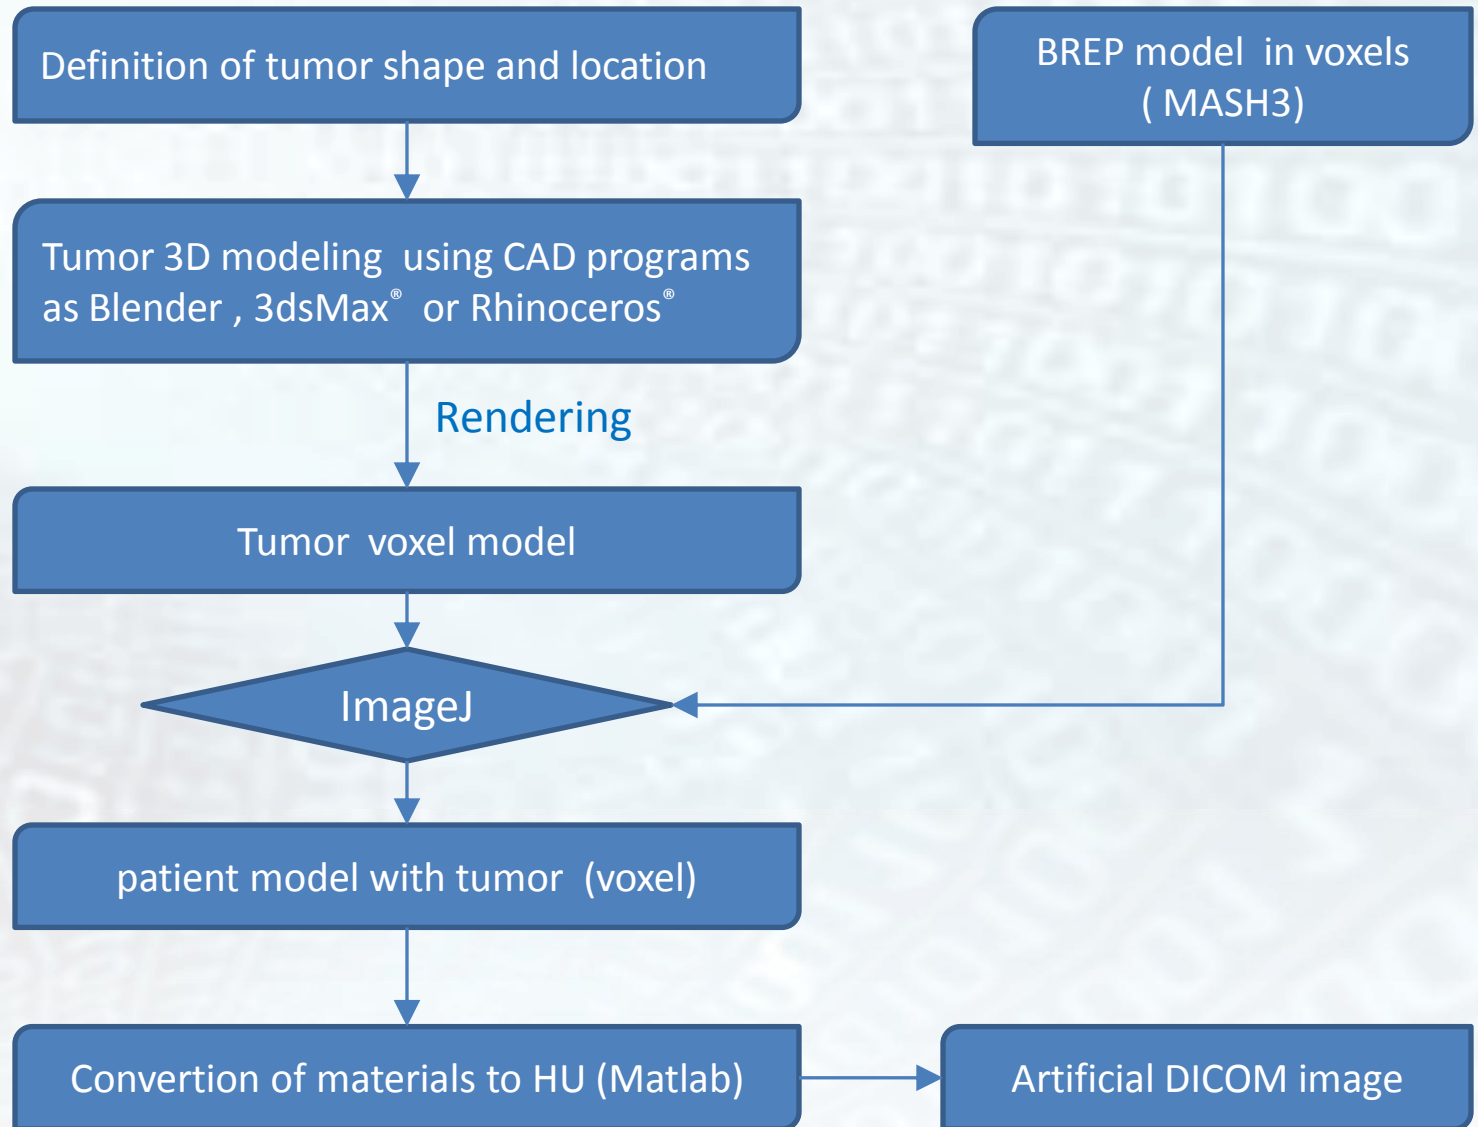 Definition of tumor shape and location
BREP model in voxels
( MASH3)
Tumor 3D modeling using CAD programs
as Blender , 3dsMax® or Rhinoceros®
Rendering
Tumor voxel model
ImageJ
patient model with tumor (voxel)
Convertion of materials to HU (Matlab)
Artificial DICOM image